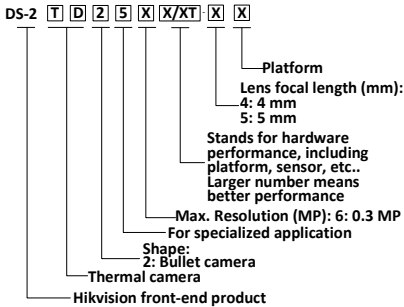 DS-2 T D 2 5 X X/XT - X X
Platform
Lens focal length (mm):
4: 4 mm
5: 5 mm
Stands for hardware
performance, including
platform, sensor, etc..
Larger number means
better performance
Max. Resolution (MP): 6: 0.3 MP
For specialized application
Shape:
2: Bullet camera
Thermal camera
Hikvision front-end product